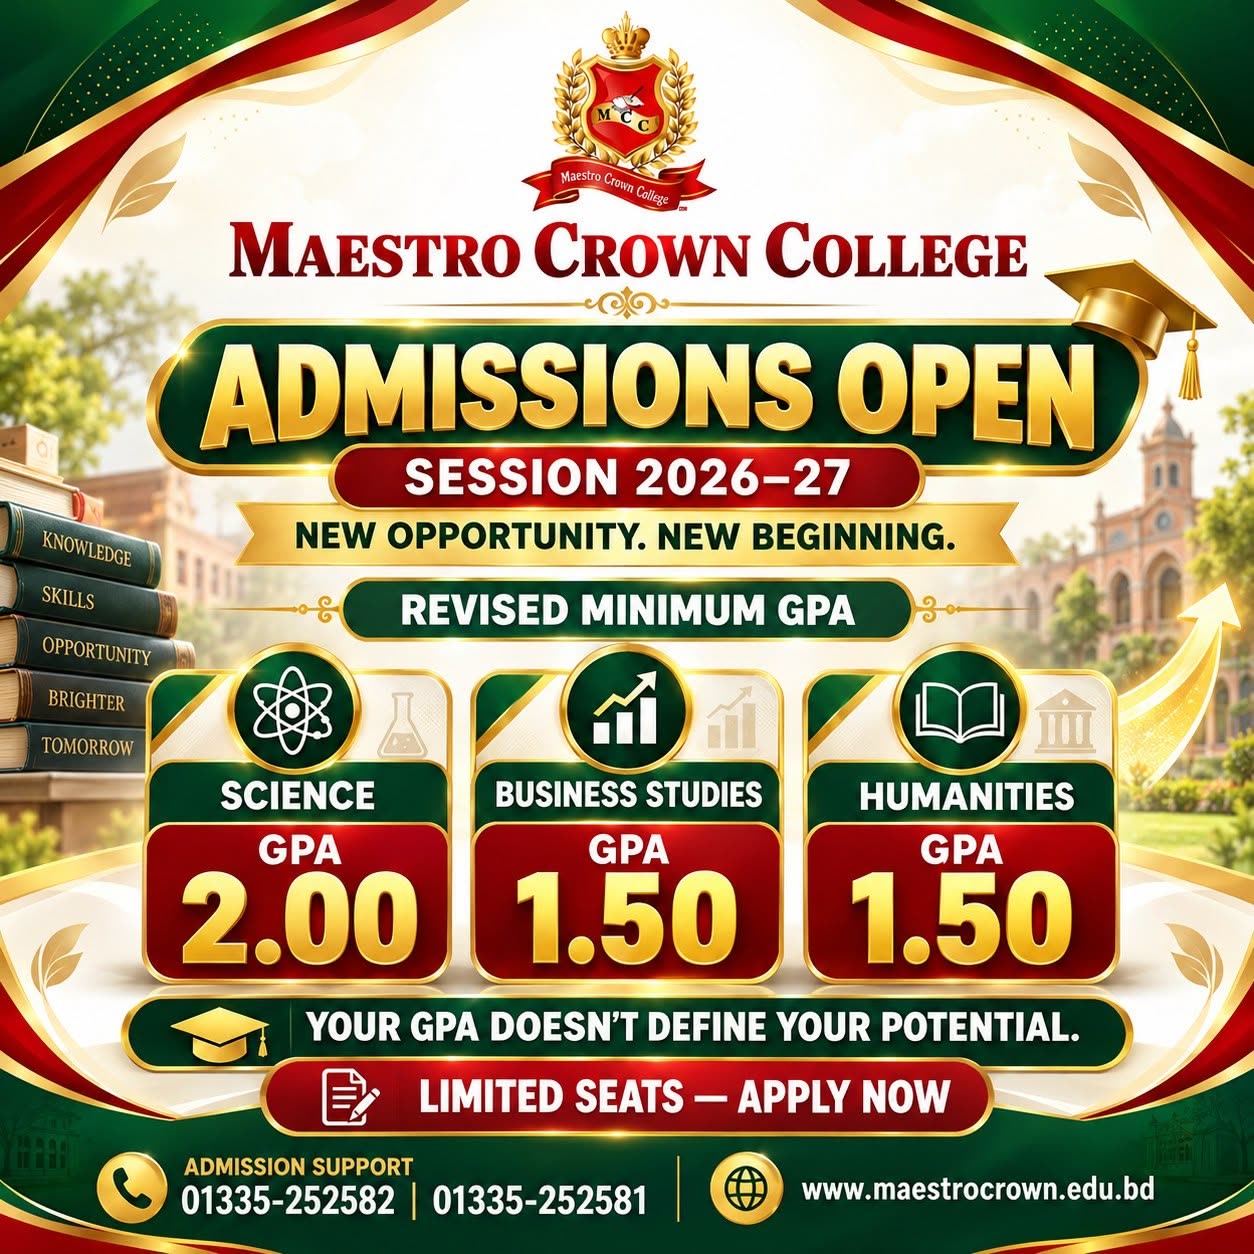 MCC
Maestro Crown College
MAESTRO CROWN COLLEGE
ADMISSIONS OPEN
SESSION 2026–27
NEW OPPORTUNITY. NEW BEGINNING.
REVISED MINIMUM GPA
KNOWLEDGE
SKILLS
OPPORTUNITY
BRIGHTER
TOMORROW
SCIENCE
GPA
2.00
BUSINESS STUDIES
GPA
1.50
HUMANITIES
GPA
1.50
YOUR GPA DOESN'T DEFINE YOUR POTENTIAL.
LIMITED SEATS — APPLY NOW
ADMISSION SUPPORT
01335-252582 | 01335-252581
www.maestrocrown.edu.bd